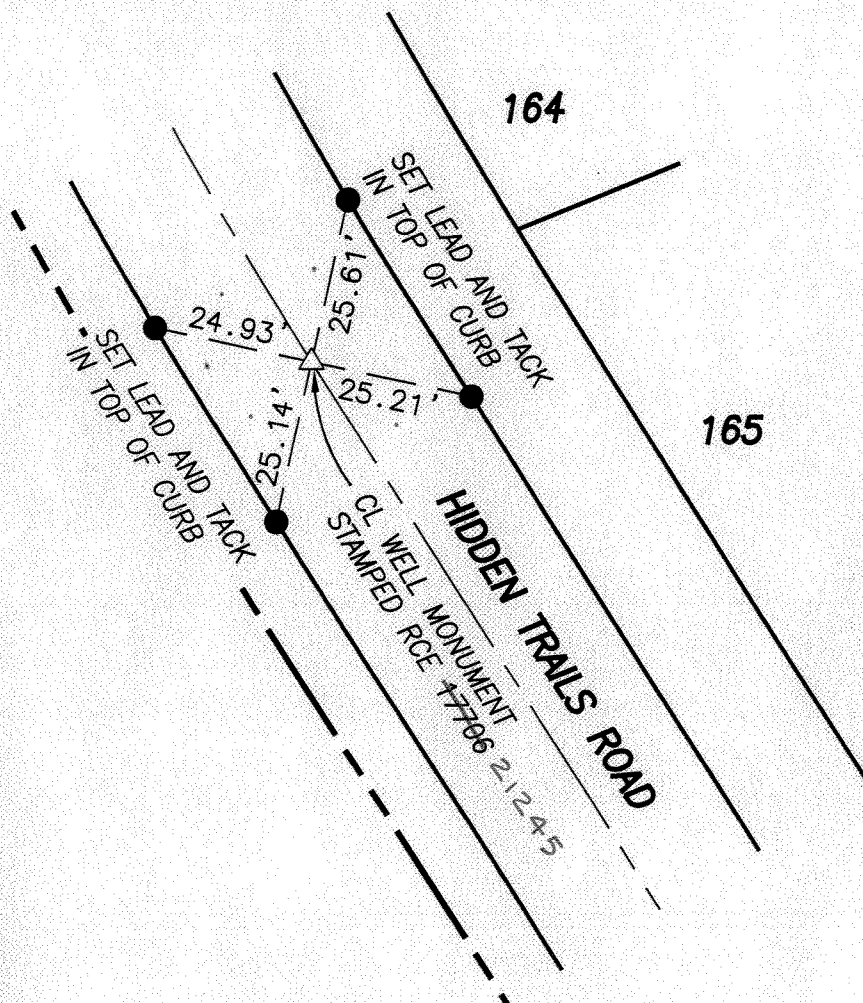 164
SET LEAD AND TACK
IN TOP OF CURB
25.61'
24.93'
SET LEAD AND TACK
IN TOP OF CURB
25.21'
25.14'
165
CL WELL MONUMENT
STAMPED RCE 17706 21245
HIDDEN TRAILS ROAD